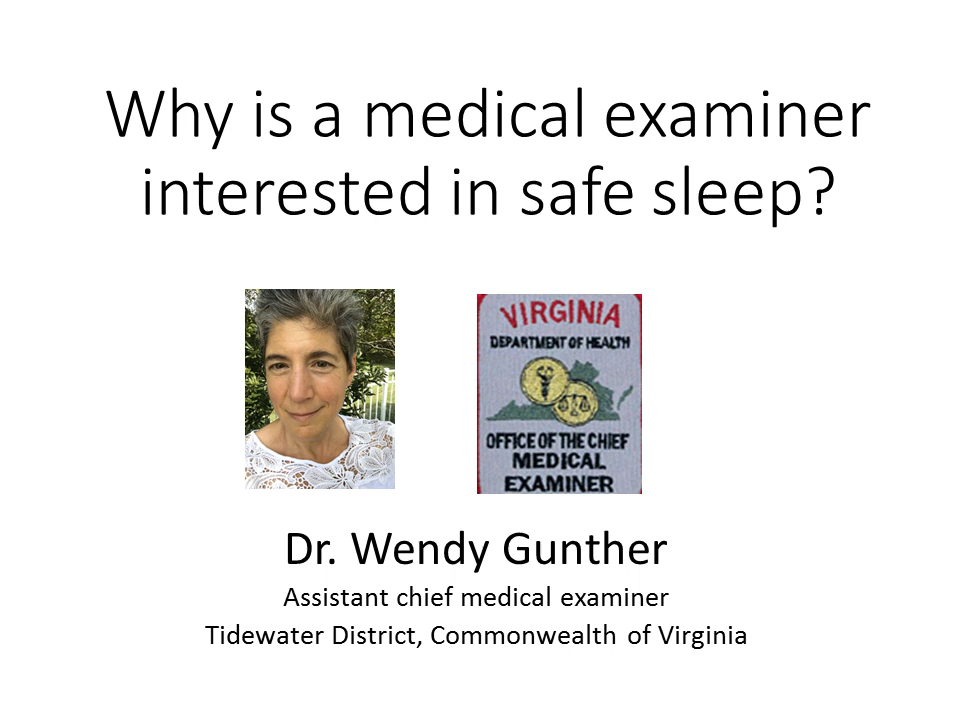 Why is a medical examiner
interested in safe sleep?
VIRGINIA
DEPARTMENT OF HEALTH
OFFICE OF THE CHIEF
MEDICAL
EXAMINER
Dr. Wendy Gunther
Assistant chief medical examiner
Tidewater District, Commonwealth of Virginia